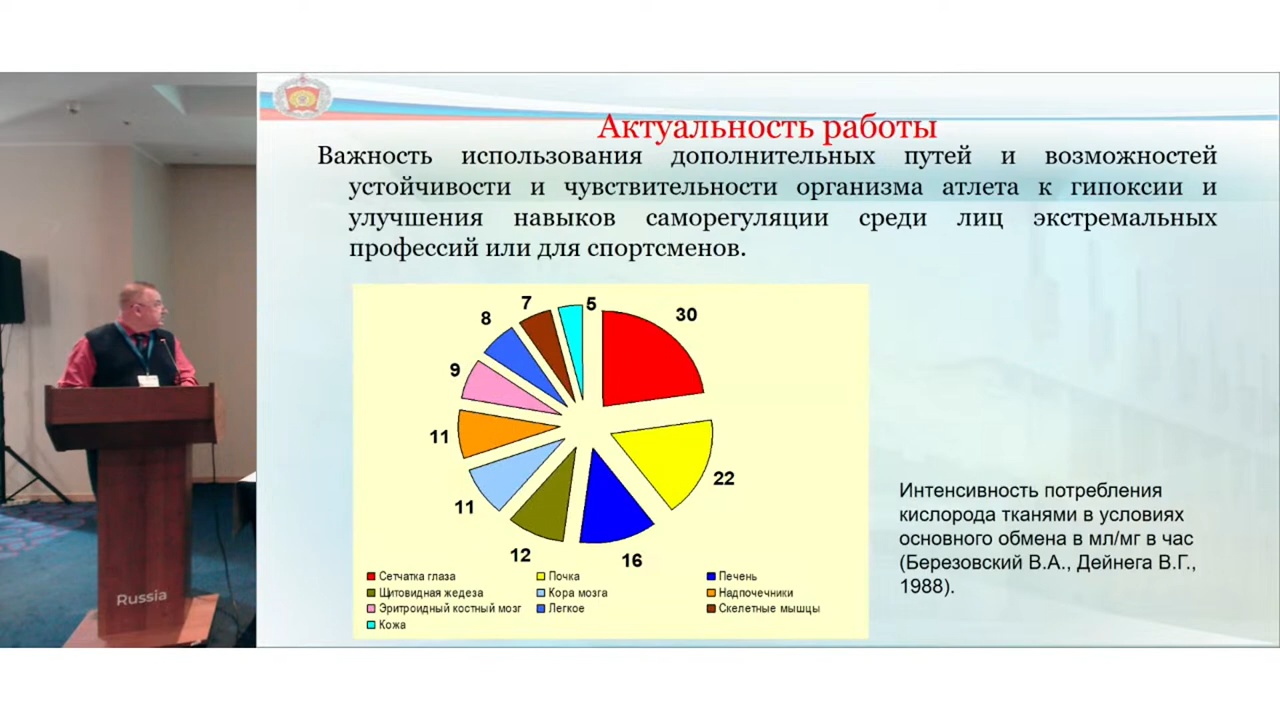 Актуальность работы
Важность использования дополнительных путей и возможностей
устойчивости и чувствительности организма атлета к гипоксии и
улучшения навыков саморегуляции среди лиц экстремальных
профессий или для спортсменов.
5
30
7
8
9
11
22
11
12
16
Сетчатка глаза
Почка
Печень
Щитовидная жедеза
Кора мозга
Надпочечники
Эритроидный костный мозг
Легкое
Скелетные мышцы
Кожа
Интенсивность потребления
кислорода тканями в условиях
основного обмена в мл/мг в час
(Березовский В.А., Дейнега В.Г.,
1988).
Russia